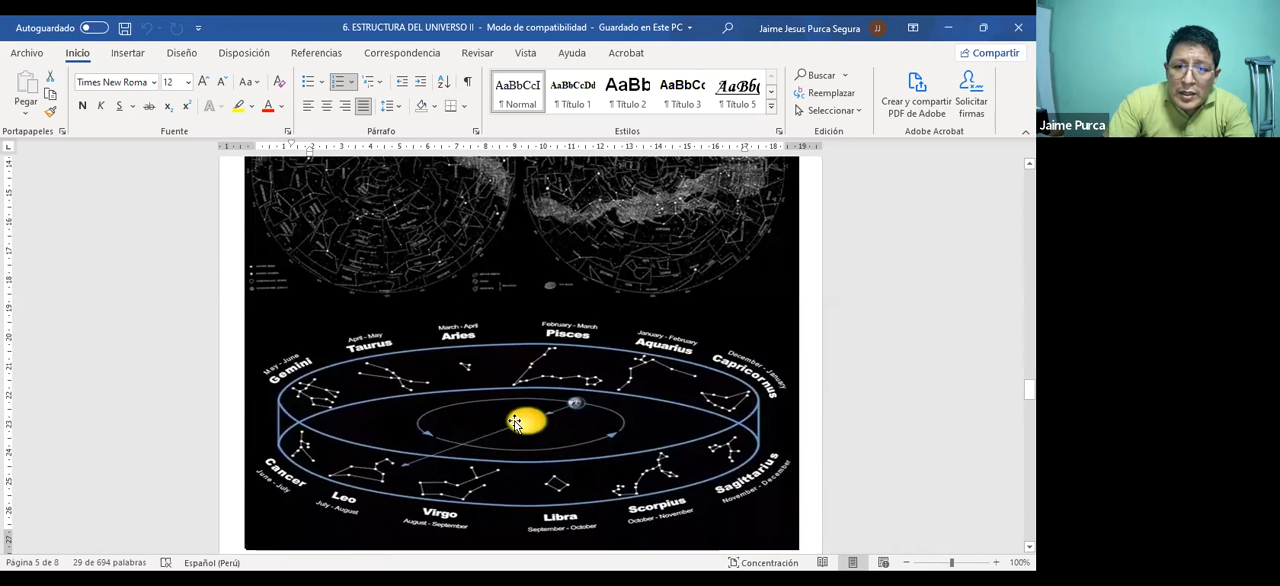 Autoguardado
6. ESTRUCTURA DEL UNIVERSO II - Modo de compatibilidad - Guardado en Este PC
Jaime Jesus Purca Segura
JJ
Archivo Inicio Insertar Diseño Disposición Referencias Correspondencia Revisar Vista Ayuda Acrobat
Compartir
Pegar
Times New Roma 12
N K S
AaBbCcI AaBbCcDd AaBb AaBbCc AaBb(
¶ Normal ¶ Título 1 ¶ Título 2 ¶ Título 3 ¶ Título 5
Buscar
Reemplazar
Seleccionar
Crear y compartir PDF de Adobe
Solicitar firmas
Portapapeles Fuente Párrafo Estilos Edición Adobe Acrobat
Jaime Purca
May - June
Gemini
April - May
Taurus
March - April
Aries
February - March
Pisces
January - February
Aquarius
December - January
Capricornus
Cancer
June - July
Leo
July - August
Virgo
August - September
Libra
September - October
Scorpius
October - November
Sagittarius
November - December
Página 5 de 8 29 de 694 palabras Español (Perú) Concentración 100%